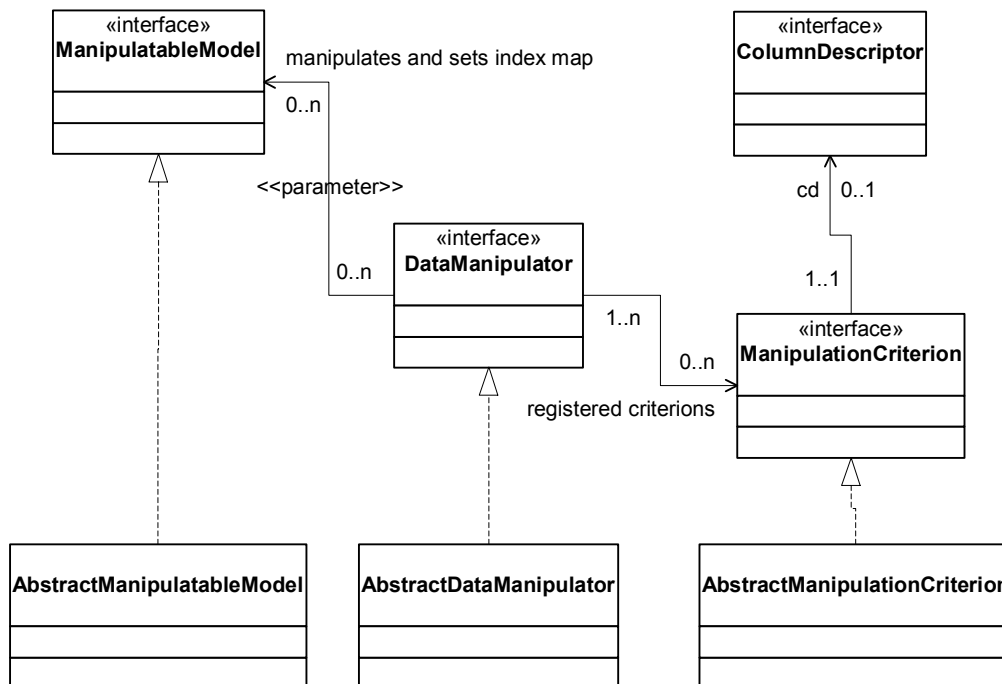 «interface»
ManipulatableModel
«interface»
ColumnDescriptor
manipulates and sets index map
0..n
<<parameter>>
cd
0..1
«interface»
DataManipulator
0..n
1..n
1..1
«interface»
ManipulationCriterion
0..n
registered criterions
AbstractManipulatableModel
AbstractDataManipulator
AbstractManipulationCriterion